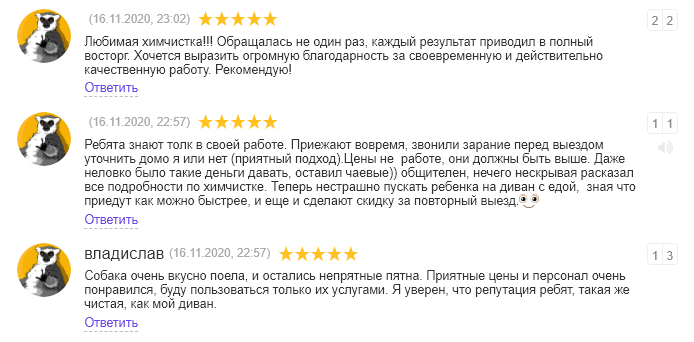 (16.11.2020, 23:02)
2 2
Любимая химчистка!!! Обращалась не один раз, каждый результат приводил в полный
восторг. Хочется выразить огромную благодарность за своевременную и действительно
качественную работу. Рекомендую!
Ответить
(16.11.2020, 22:57)
1 1
Ребята знают толк в своей работе. Приежают вовремя, звонили зарание перед выездом
уточнить домо я или нет (приятный подход).Цены не работе, они должны быть выше. Даже
неловко было такие деньги давать, оставил чаевые)) общителен, нечего нескрывая расказал
все подробности по химчистке. Теперь нестрашно пускать ребенка на диван с едой, зная что
приедут как можно быстрее, и еще и сделают скидку за повторный выезд.
Ответить
владислав (16.11.2020, 22:57)
1 3
Собака очень вкусно поела, и остались непрятные пятна. Приятные цены и персонал очень
понравился, буду пользоваться только их услугами. Я уверен, что репутация ребят, такая же
чистая, как мой диван.
Ответить